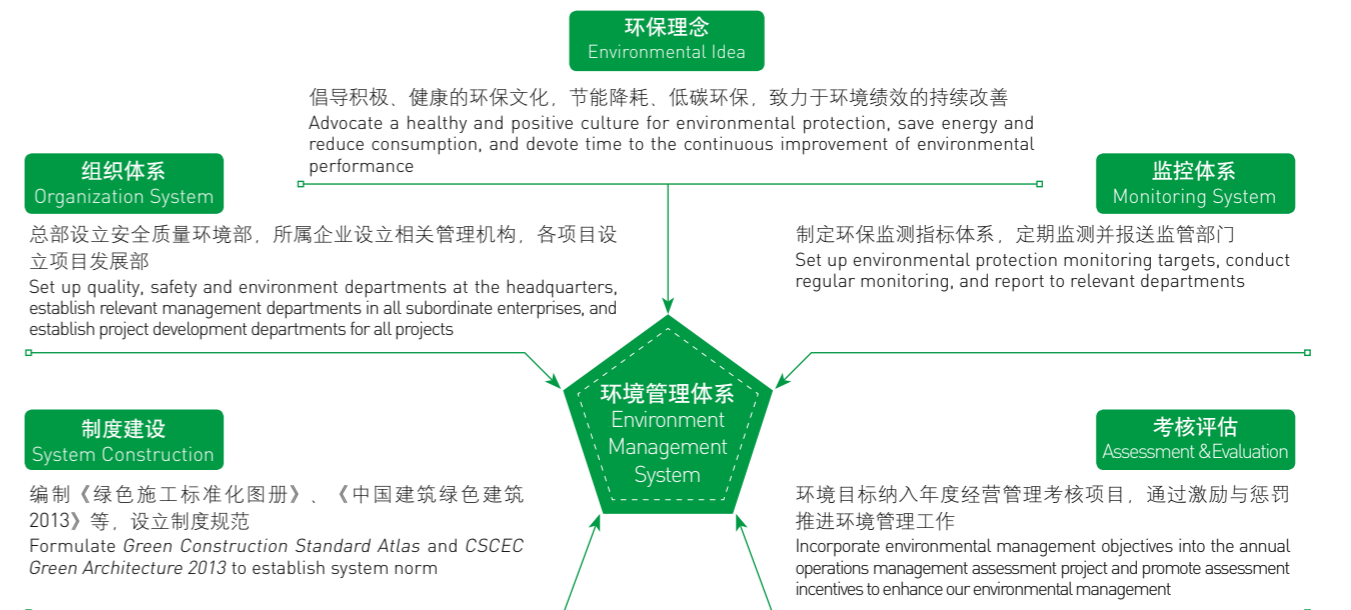 环保理念
Environmental Idea
倡导积极、健康的环保文化，节能降耗、低碳环保，致力于环境绩效的持续改善
Advocate a healthy and positive culture for environmental protection, save energy and
reduce consumption, and devote time to the continuous improvement of environmental
performance
组织体系
Organization System
总部设立安全质量环境部，所属企业设立相关管理机构，各项目设
立项目发展部
Set up quality, safety and environment departments at the headquarters,
establish relevant management departments in all subordinate enterprises, and
establish project development departments for all projects
监控体系
Monitoring System
制定环保监测指标体系，定期监测并报送监管部门
Set up environmental protection monitoring targets, conduct
regular monitoring, and report to relevant departments
环境管理体系
Environment
Management
System
制度建设
System Construction
编制《绿色施工标准化图册》、《中国建筑绿色建筑
2013》等，设立制度规范
Formulate Green Construction Standard Atlas and CSCEC
Green Architecture 2013 to establish system norm
考核评估
Assessment &Evaluation
环境目标纳入年度经营管理考核项目，通过激励与惩罚
推进环境管理工作
Incorporate environmental management objectives into the annual
operations management assessment project and promote assessment
incentives to enhance our environmental management